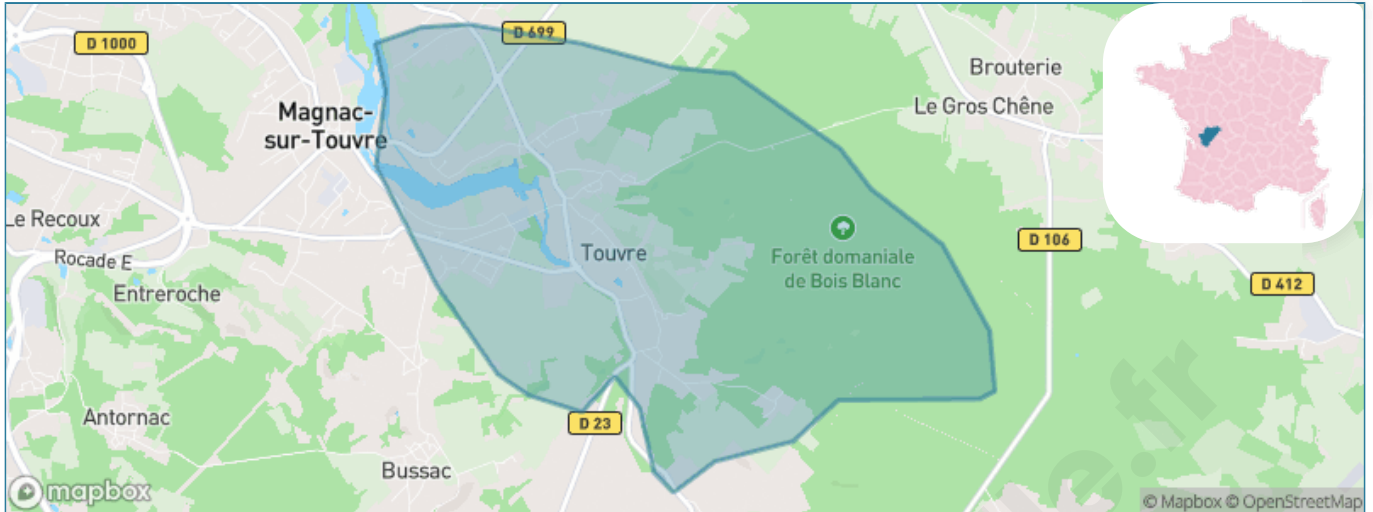 D 699
D 1000
Brouterie
Le Gros Chêne
Magnac-
sur-Touvre
Le Recoux
D 106
Rocade E
Touvre
Forêt domaniale
de Bois Blanc
D 412
Entreroche
Antornac
D 23
Bussac
e.fr
mapbox
© Mapbox © OpenStreetMap